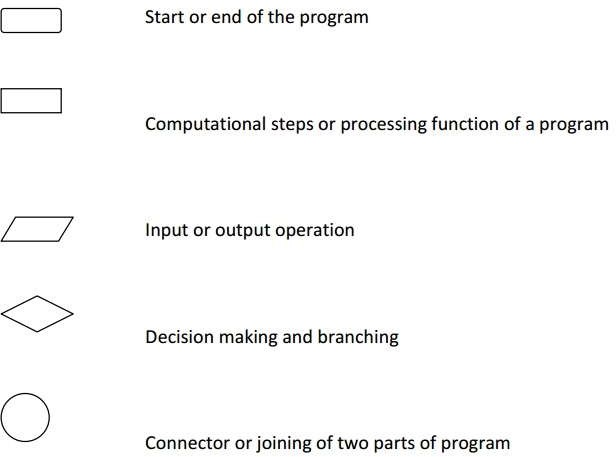 Start or end of the program
Computational steps or processing function of a program
Input or output operation
Decision making and branching
Connector or joining of two parts of program